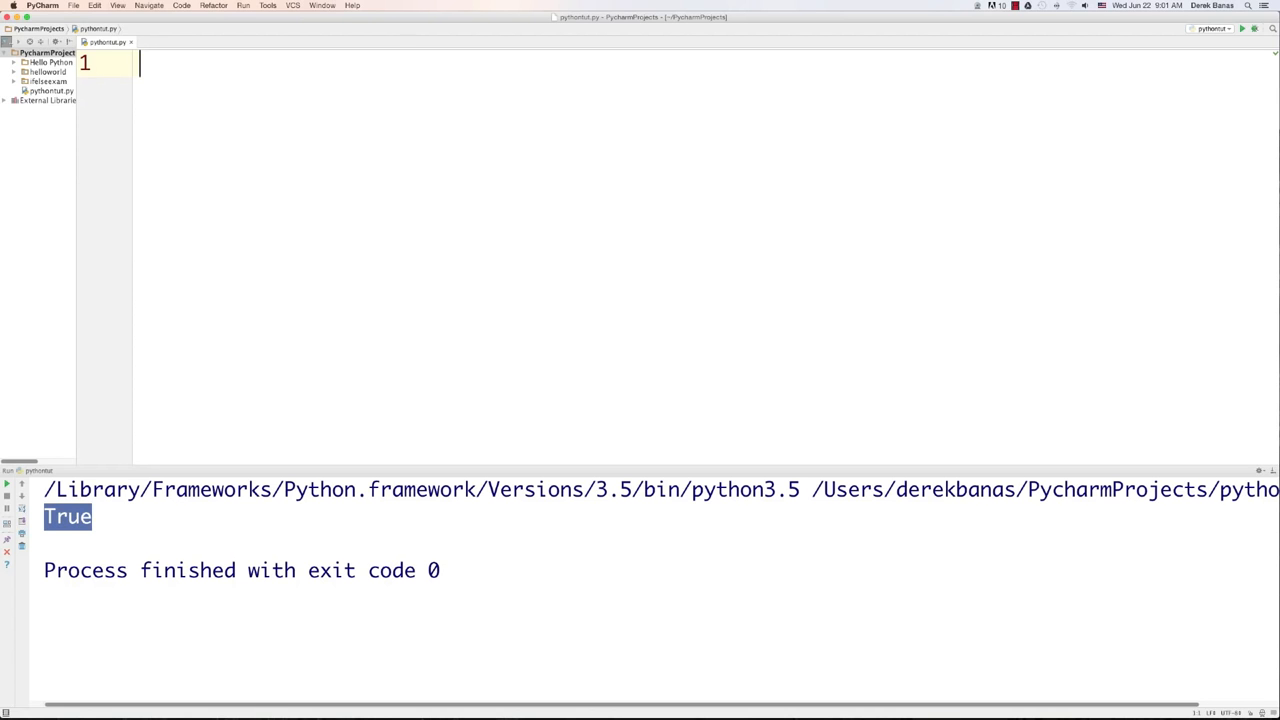 PyCharm File Edit View Navigate Code Refactor Run Tools VCS Window Help 10 Wed Jun 22 9:01 AM Derek Banas
pythontut.py - PycharmProjects - [~/PycharmProjects]
PycharmProjects pythontut.py pythontut
pythontut.py
PycharmProject
1
Hello Python
helloworld
ifelseexam
pythontut.py
External Librarie
Run pythontut
/Library/Frameworks/Python.framework/Versions/3.5/bin/python3.5 /Users/derekbanas/PycharmProjects/pytho
True
Process finished with exit code 0
1:1 LF≑ UTF-8≑